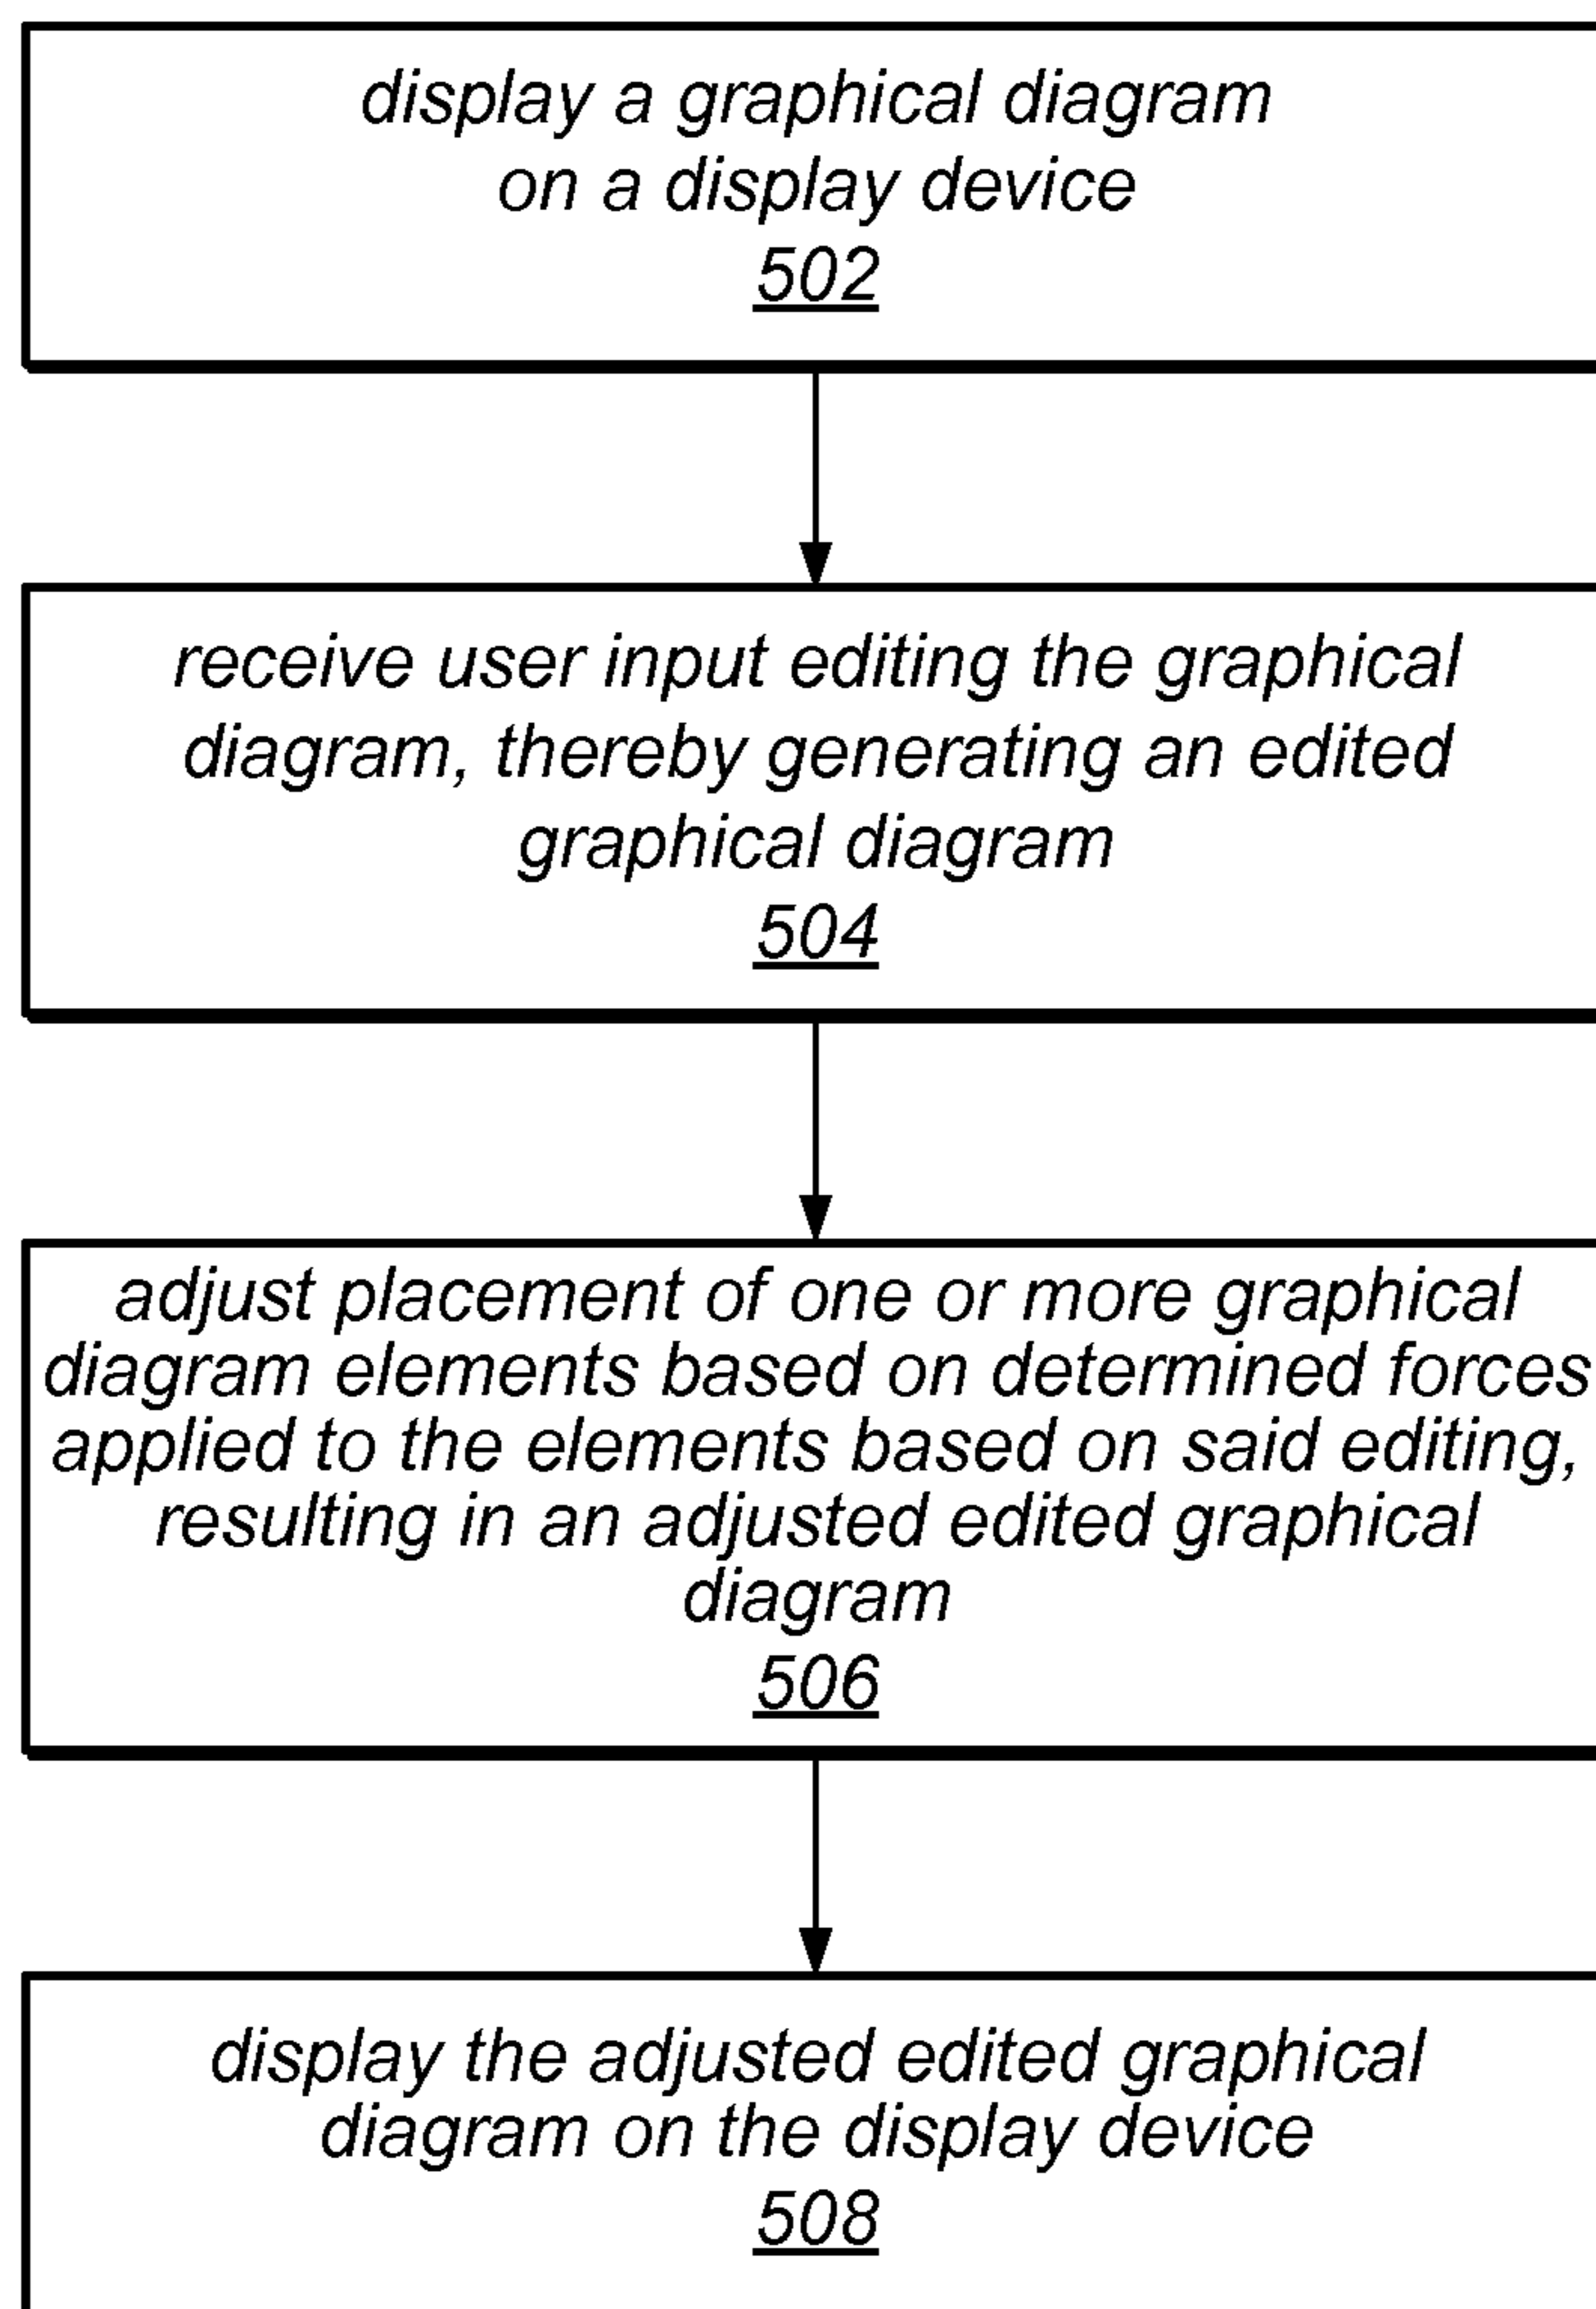 display a graphical diagram
on a display device
502
receive user input editing the graphical
diagram, thereby generating an edited
graphical diagram
504
adjust placement of one or more graphical
diagram elements based on determined forces
applied to the elements based on said editing,
resulting in an adjusted edited graphical
diagram
506
display the adjusted edited graphical
diagram on the display device
508